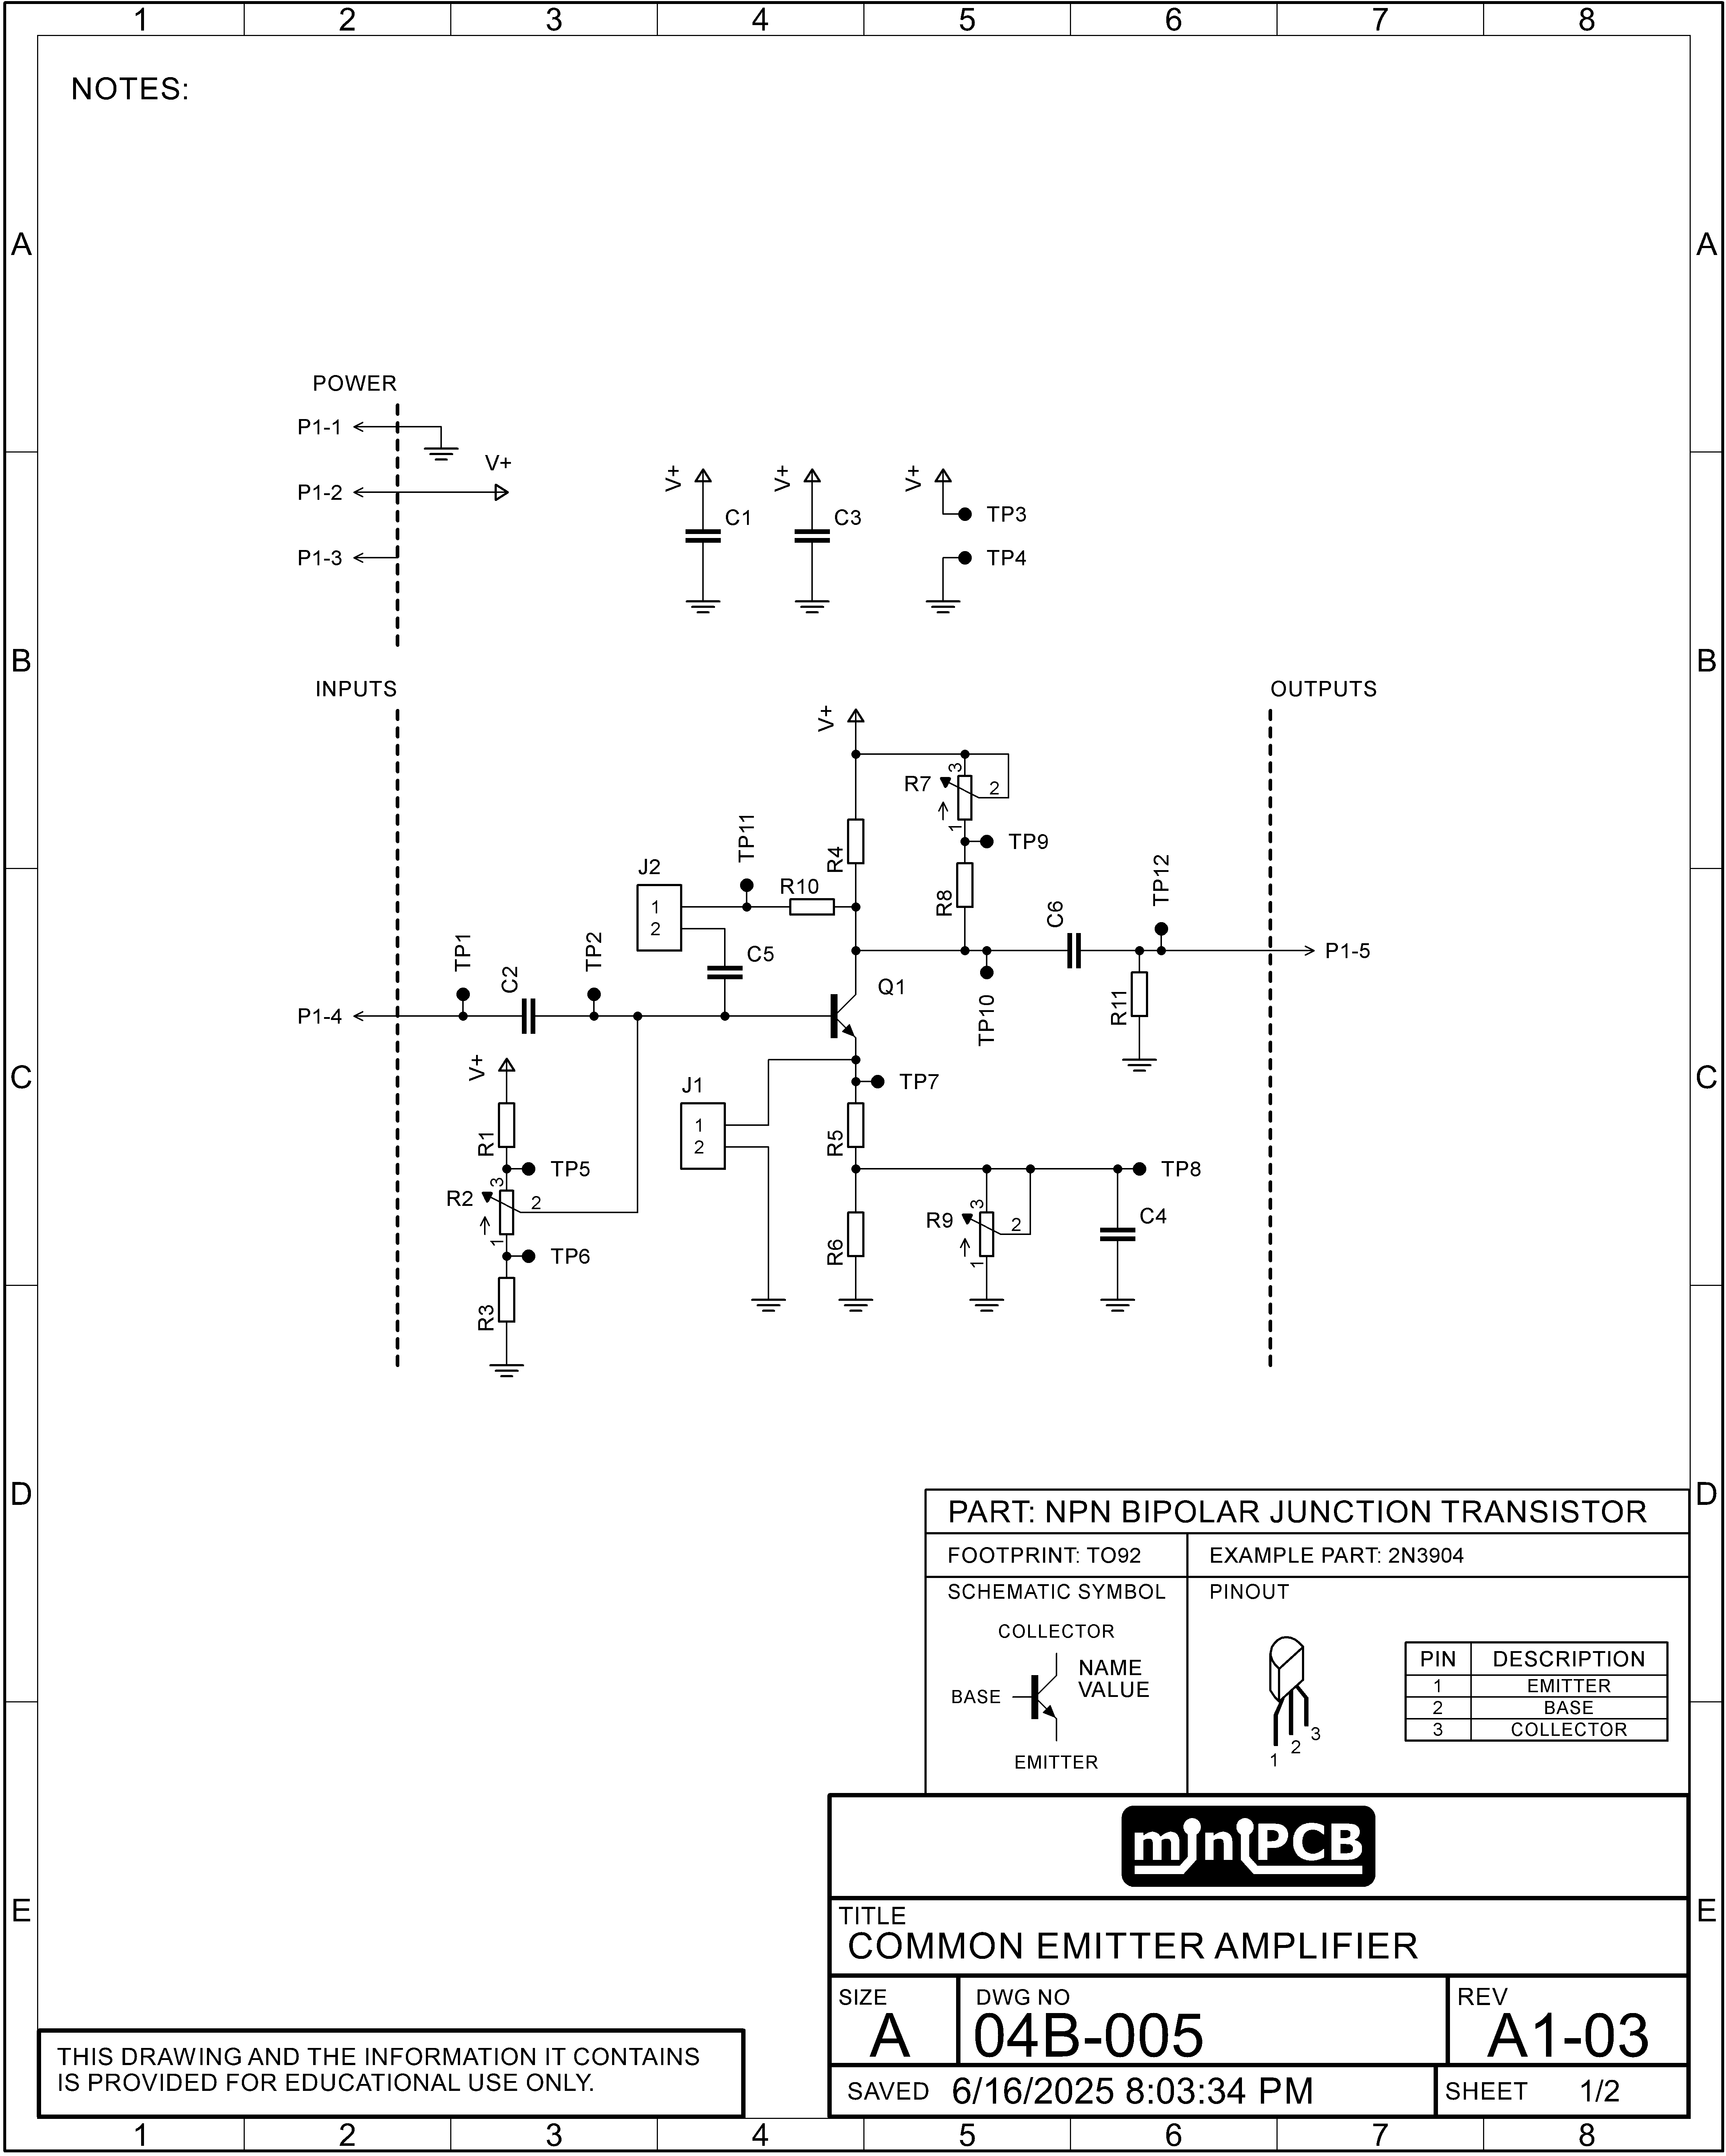 1 2 3 4 5 6 7 8
NOTES:
A A
POWER
P1-1
V+
P1-2
P1-3
V+ C1
V+ C3
V+ TP3
TP4
B B
INPUTS
OUTPUTS
V+
R7 3 2 1
TP9
R4
R8
TP11
R10
J2
1
2
C5
TP1
C2
TP2
P1-4
Q1
TP10
C6
TP12
R11
P1-5
C C
V+
R1
TP5
R2 3 2 1
TP6
R3
J1
1
2
TP7
R5
TP8
R6
R9 3 2 1
C4
D D
PART: NPN BIPOLAR JUNCTION TRANSISTOR
FOOTPRINT: TO92
EXAMPLE PART: 2N3904
SCHEMATIC SYMBOL
COLLECTOR
BASE
NAME
VALUE
EMITTER
PINOUT
1 2 3
PIN DESCRIPTION
1 EMITTER
2 BASE
3 COLLECTOR
miniPCB
E E
TITLE
COMMON EMITTER AMPLIFIER
SIZE
A
DWG NO
04B-005
REV
A1-03
SAVED 6/16/2025 8:03:34 PM
SHEET 1/2
THIS DRAWING AND THE INFORMATION IT CONTAINS
IS PROVIDED FOR EDUCATIONAL USE ONLY.
1 2 3 4 5 6 7 8